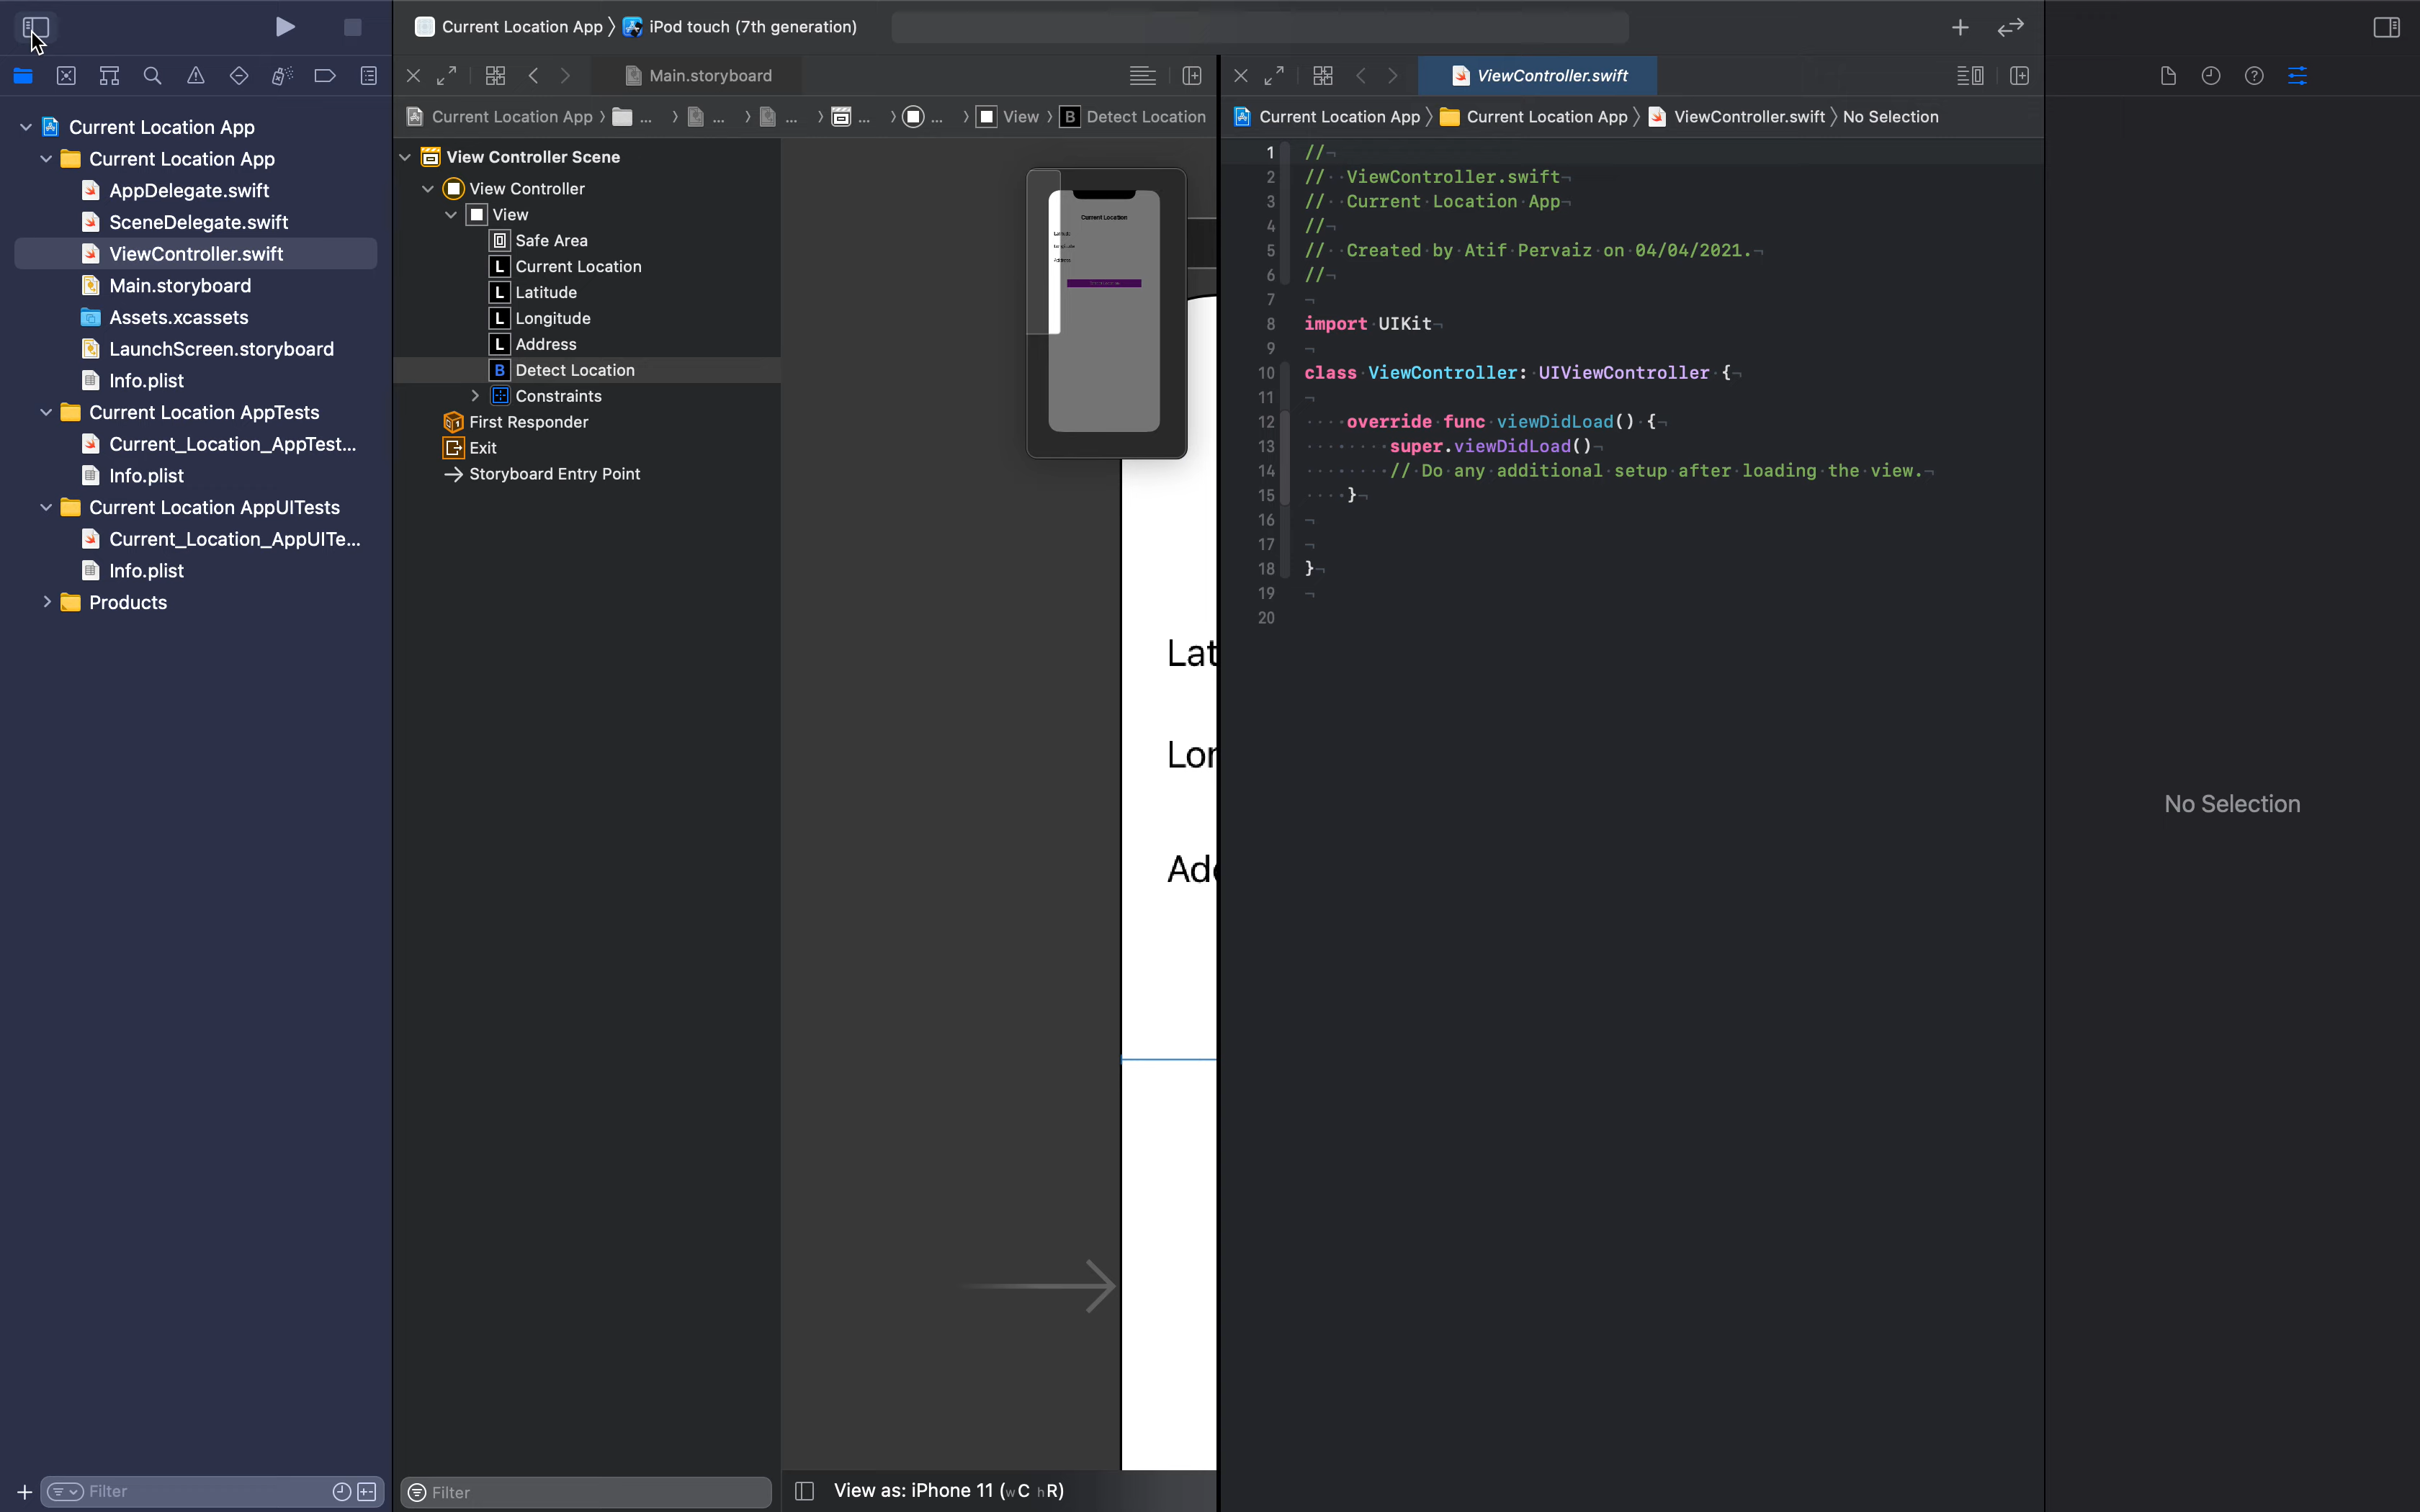 Current Location App
iPod touch (7th generation)
Main.storyboard
ViewController.swift
Current Location App
...
...
...
...
...
View
B
Detect Location
Current Location App
Current Location App
ViewController.swift
No Selection
Current Location App
Current Location App
AppDelegate.swift
SceneDelegate.swift
ViewController.swift
Main.storyboard
Assets.xcassets
LaunchScreen.storyboard
Info.plist
Current Location AppTests
Current_Location_AppTest...
Info.plist
Current Location AppUITests
Current_Location_AppUITe...
Info.plist
Products
Filter
View Controller Scene
View Controller
View
Safe Area
L Current Location
L Latitude
L Longitude
L Address
B Detect Location
Constraints
First Responder
Exit
Storyboard Entry Point
Filter
Current Location
Lat
Lon
Add
View as: iPhone 11 (wC hR)
1 //
2 // ViewController.swift
3 // Current Location App
4 //
5 // Created by Atif Pervaiz on 04/04/2021.
6 //
7
8 import UIKit
9
10 class ViewController: UIViewController {
11
12 override func viewDidLoad() {
13 super.viewDidLoad()
14 // Do any additional setup after loading the view.
15 }
16
17
18 }
19
20
No Selection